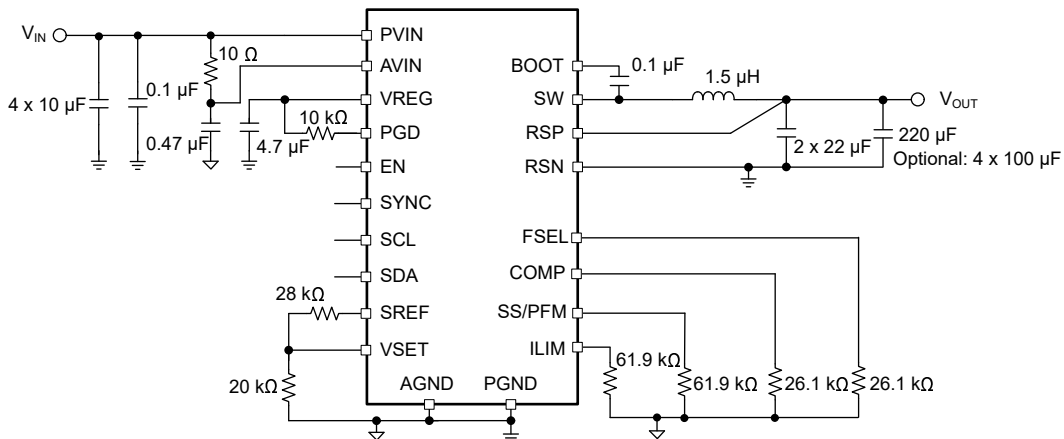 V_IN
PVIN
10 Ω
AVIN
BOOT
0.1 µF
1.5 µH
4 x 10 µF
0.1 µF
VREG
SW
V_OUT
10 kΩ
PGD
RSP
0.47 µF
4.7 µF
2 x 22 µF
220 µF
Optional: 4 x 100 µF
EN
RSN
SYNC
SCL
FSEL
SDA
COMP
28 kΩ
SREF
SS/PFM
VSET
ILIM
61.9 kΩ
20 kΩ
AGND
PGND
61.9 kΩ
26.1 kΩ
26.1 kΩ